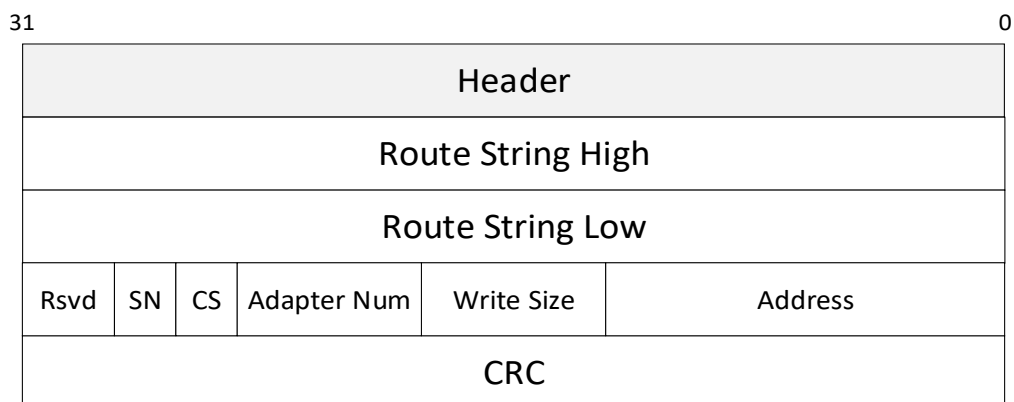 31 0
Header
Route String High
Route String Low
Rsvd SN CS Adapter Num Write Size Address
CRC